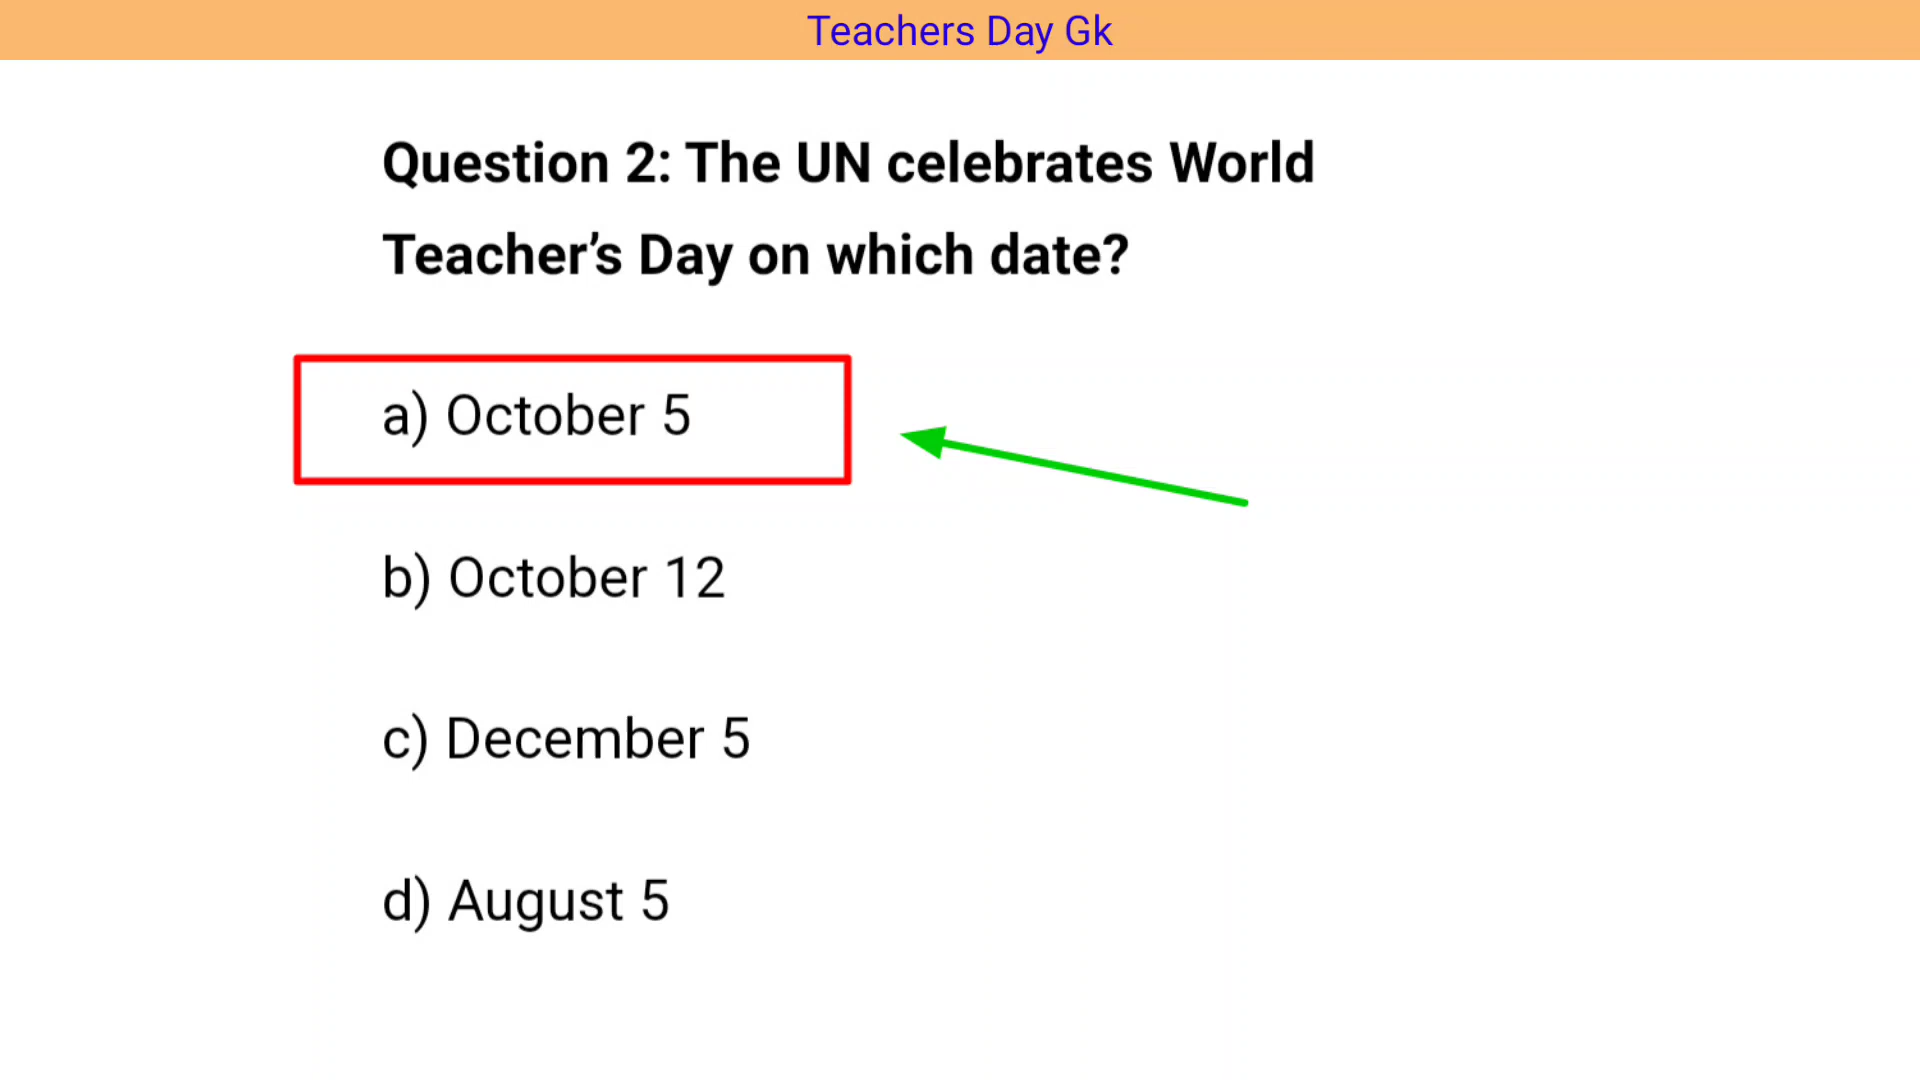 Teachers Day Gk
Question 2: The UN celebrates World
Teacher’s Day on which date?
a) October 5
b) October 12
c) December 5
d) August 5